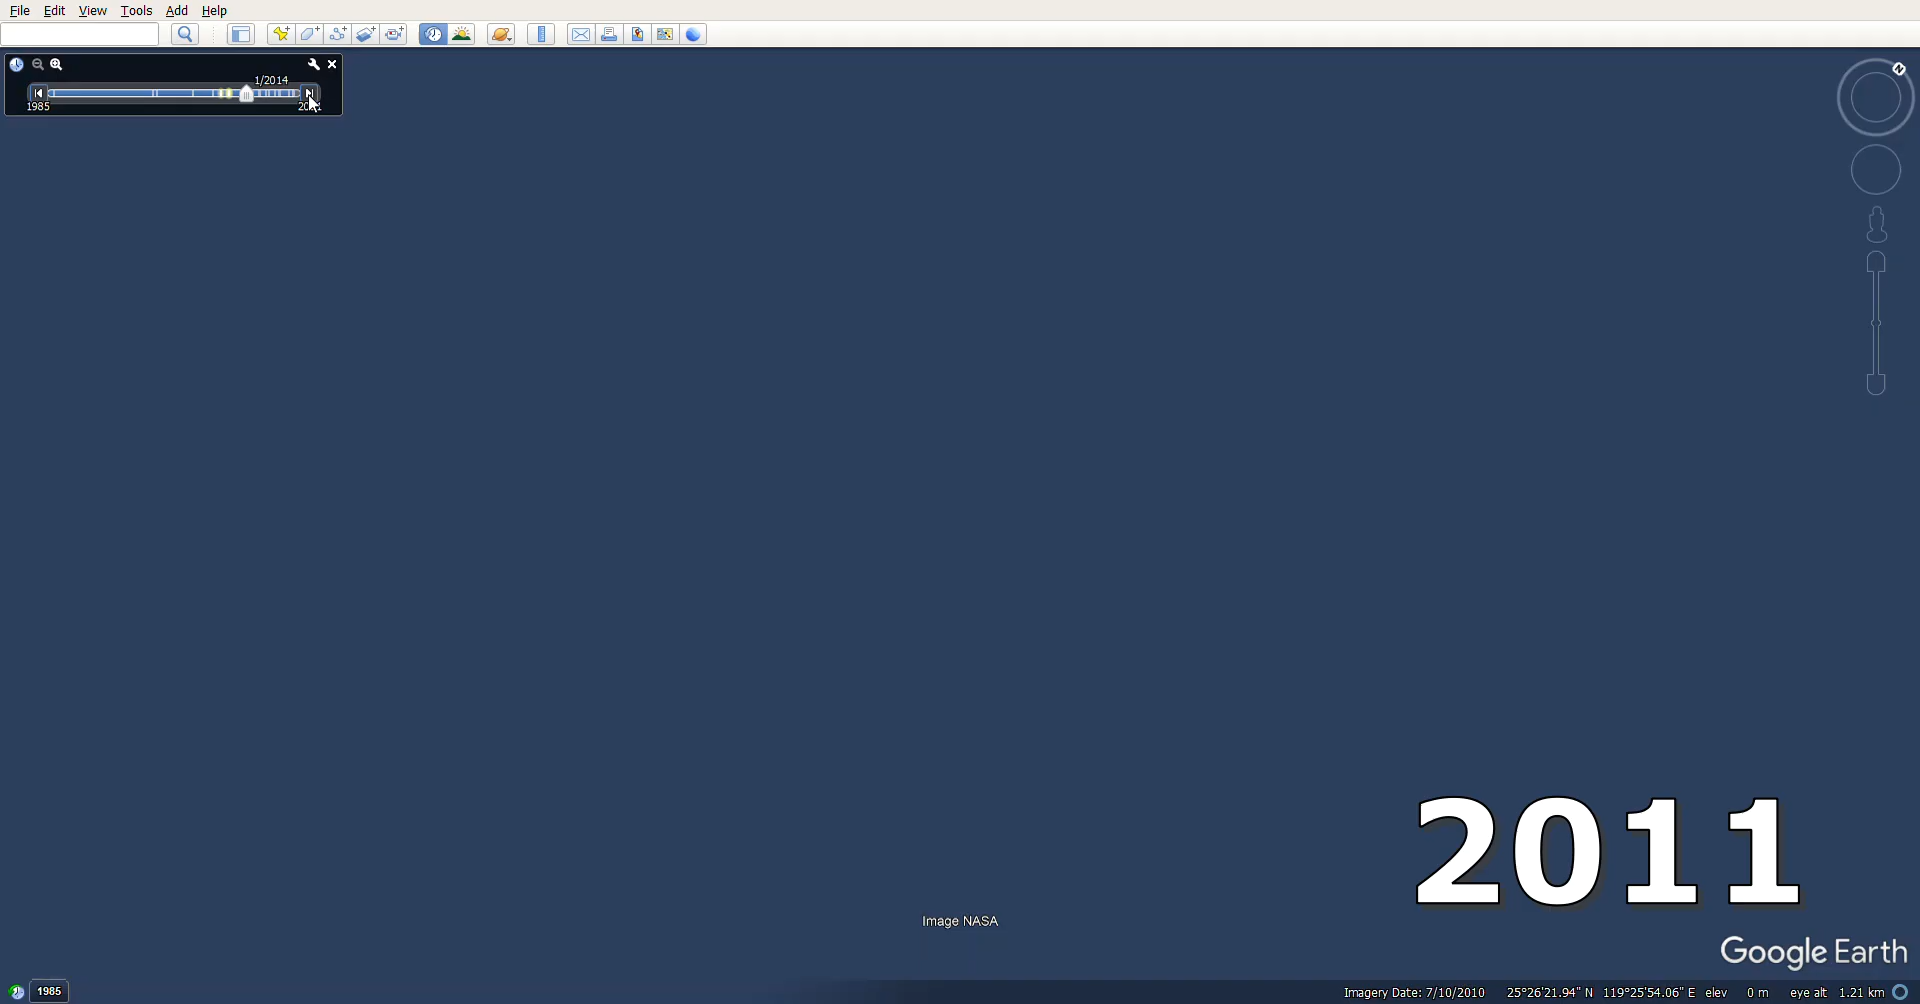 File Edit View Tools Add Help
1/2014
1985
2011
Image NASA
Google Earth
1985 Imagery Date: 7/10/2010 25°26'21.94" N 119°25'54.06" E elev 0 m eye alt 1.21 km